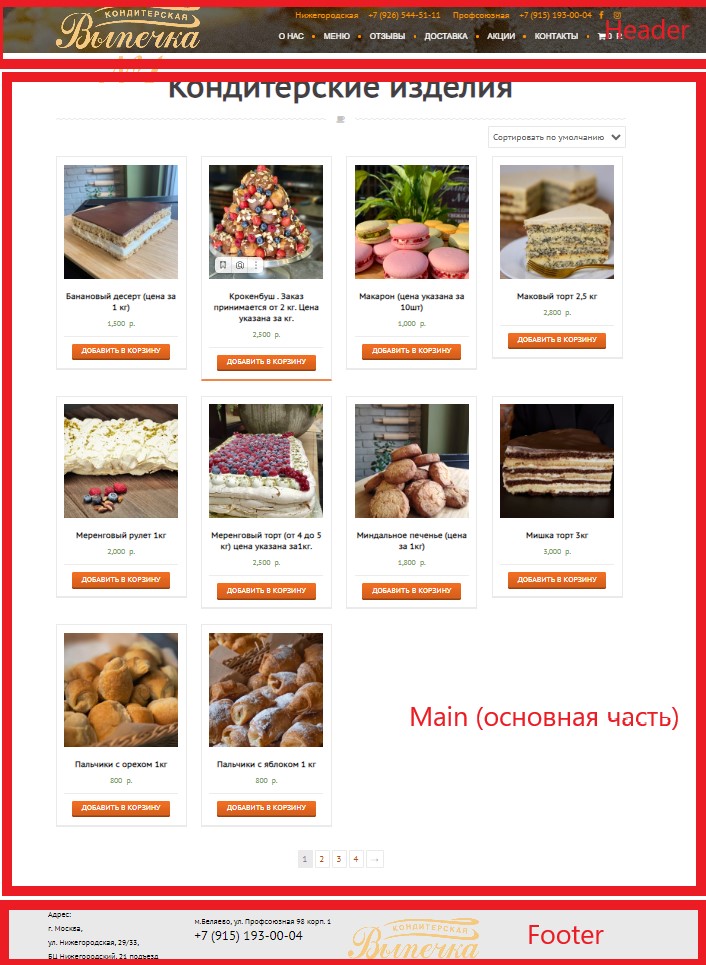 КОНДИТЕРСКАЯ
Выпечка
№1
Нижегородская +7 (926) 544-51-11 Профсоюзная +7 (915) 193-00-04
О НАС МЕНЮ ОТЗЫВЫ ДОСТАВКА АКЦИИ КОНТАКТЫ 0
Header
Кондитерские изделия
Сортировать по умолчанию
Банановый десерт (цена за
1 кг)
1,500 р.
ДОБАВИТЬ В КОРЗИНУ
Крокенбуш . Заказ
принимается от 2 кг. Цена
указана за кг.
2,500 р.
ДОБАВИТЬ В КОРЗИНУ
Макарон (цена указана за
10шт)
1,000 р.
ДОБАВИТЬ В КОРЗИНУ
Маковый торт 2,5 кг
2,800 р.
ДОБАВИТЬ В КОРЗИНУ
Меренговый рулет 1кг
2,000 р.
ДОБАВИТЬ В КОРЗИНУ
Меренговый торт (от 4 до 5
кг) цена указана за1кг.
2,500 р.
ДОБАВИТЬ В КОРЗИНУ
Миндальное печенье (цена
за 1кг)
1,800 р.
ДОБАВИТЬ В КОРЗИНУ
Мишка торт 3кг
3,000 р.
ДОБАВИТЬ В КОРЗИНУ
Пальчики с орехом 1кг
800 р.
ДОБАВИТЬ В КОРЗИНУ
Пальчики с яблоком 1 кг
800 р.
ДОБАВИТЬ В КОРЗИНУ
Main (основная часть)
1 2 3 4 →
Адрес:
г. Москва,
ул. Нижегородская, 29/33,
БЦ Нижегородский, 21 подъезд
м.Беляево, ул. Профсоюзная 98 корп. 1
+7 (915) 193-00-04
КОНДИТЕРСКАЯ
Выпечка
Footer